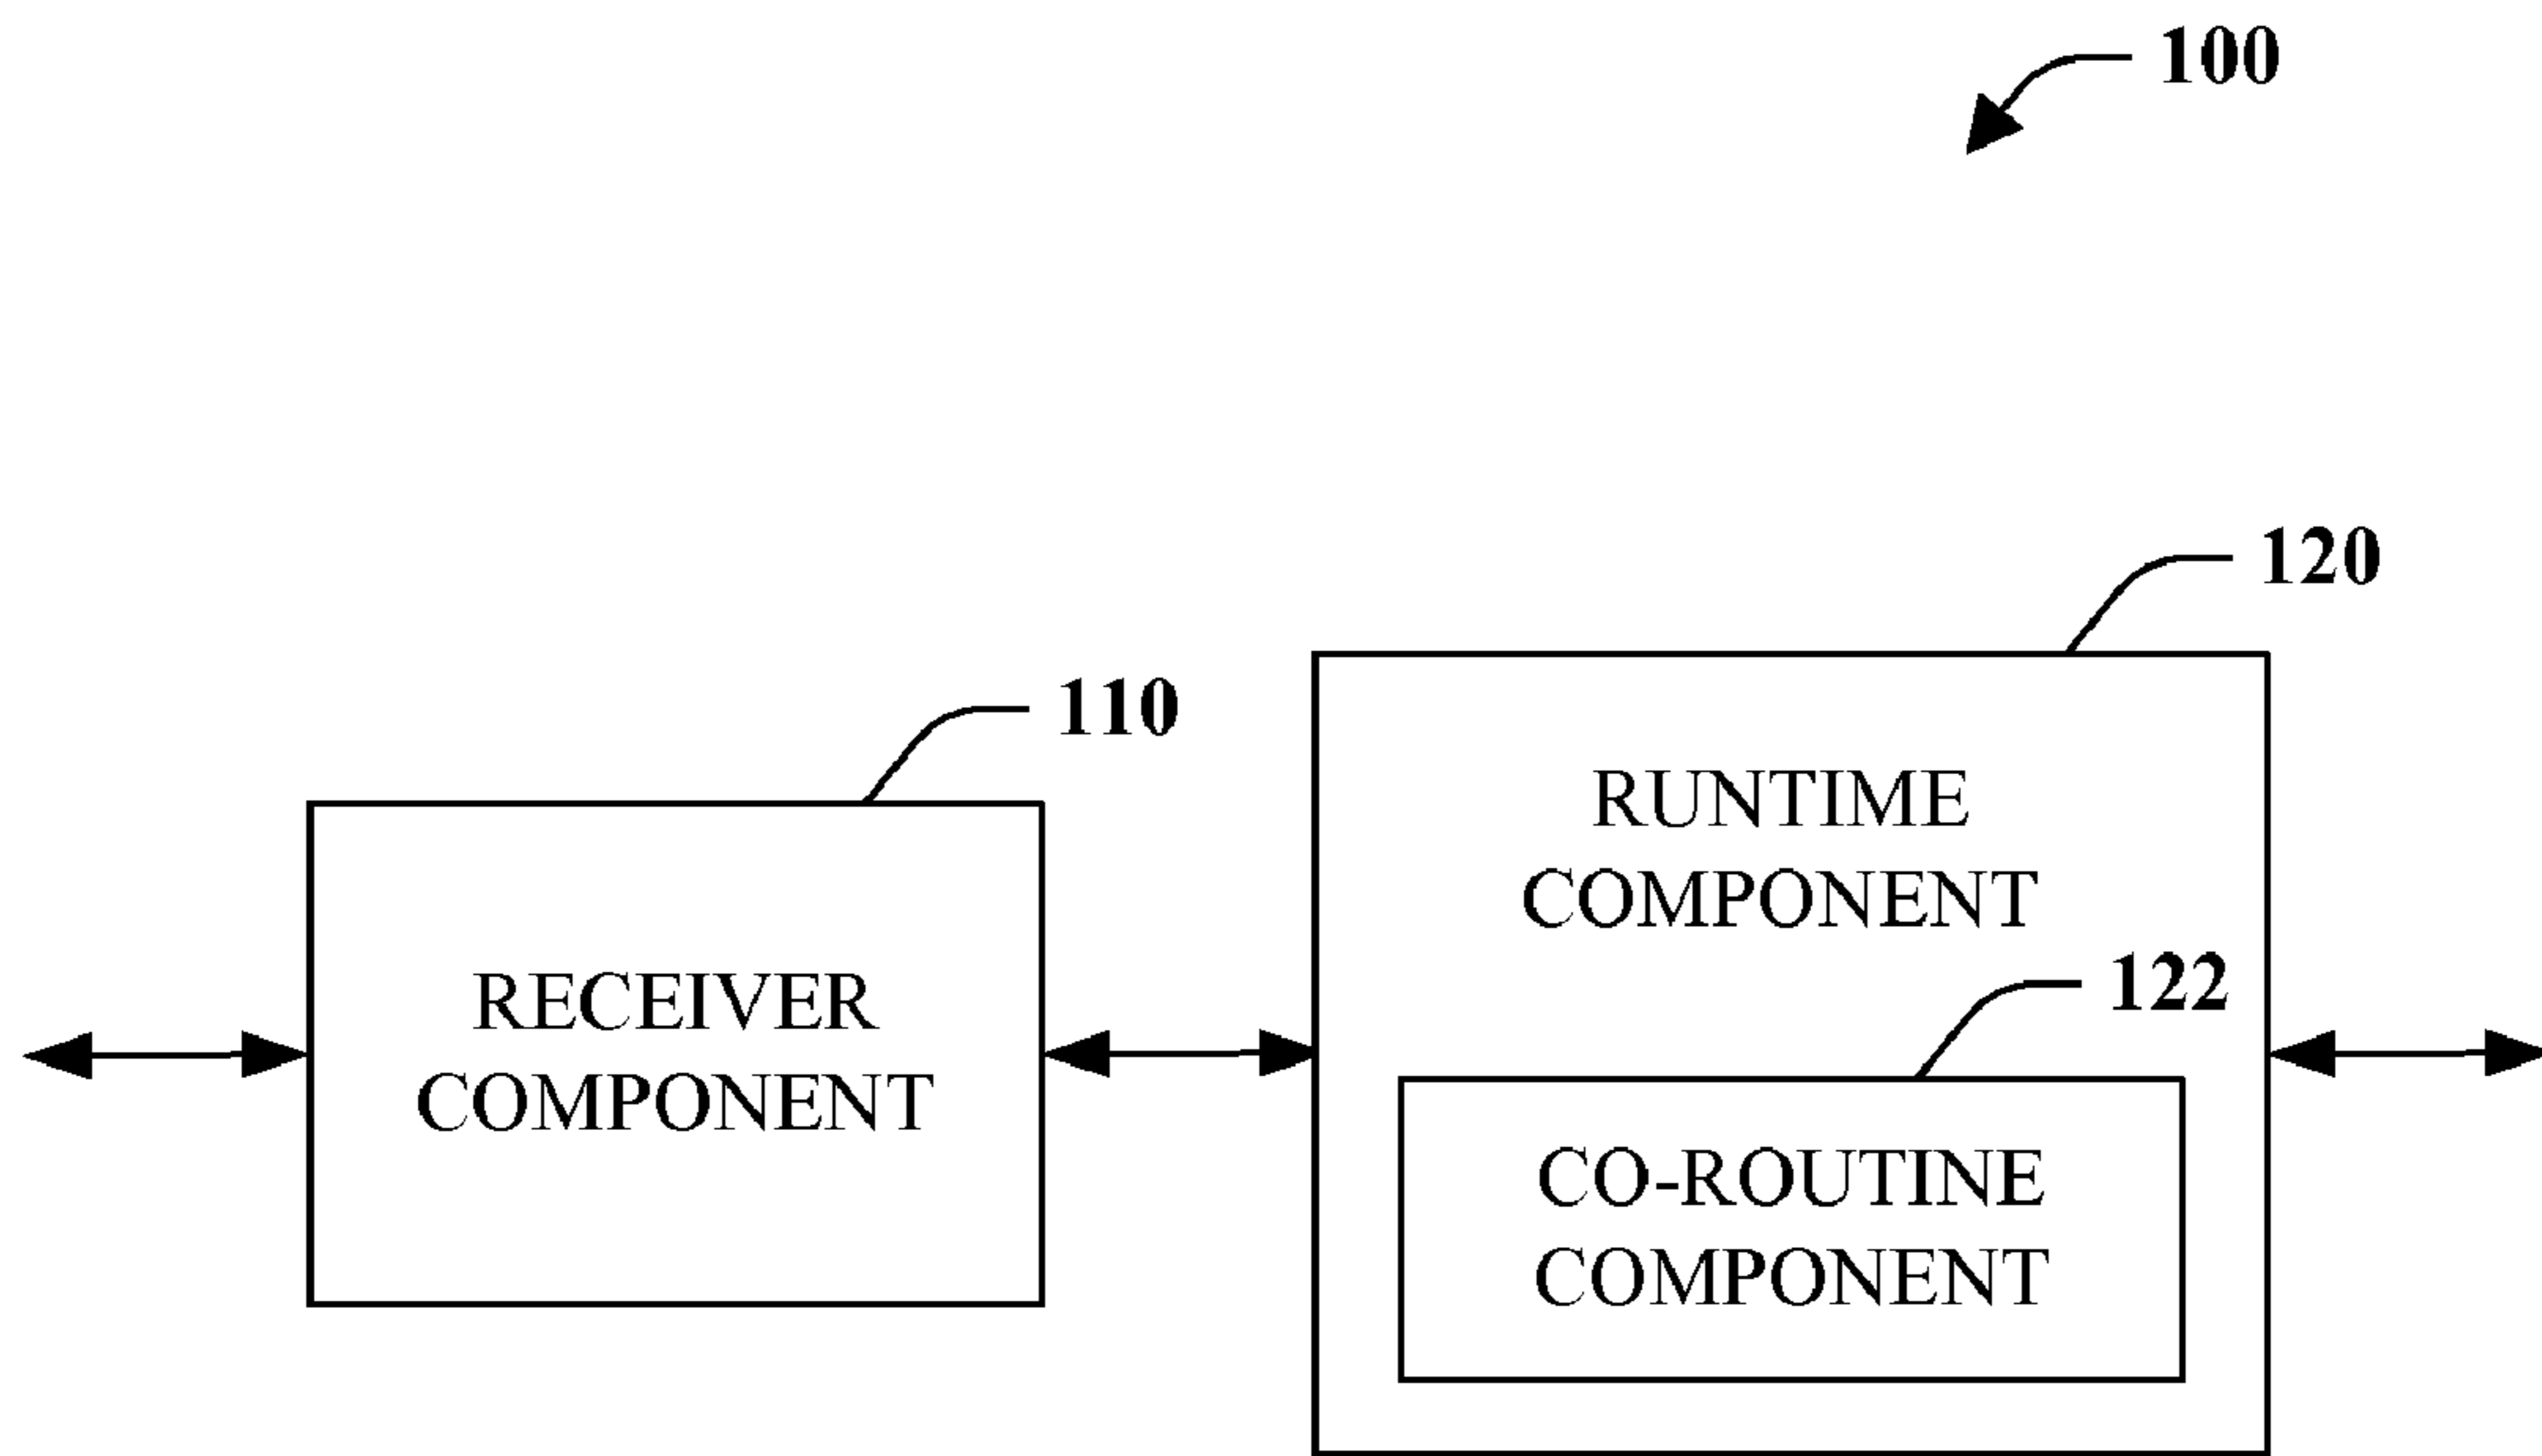 100
120
110
RUNTIME
COMPONENT
122
RECEIVER
COMPONENT
CO-ROUTINE
COMPONENT